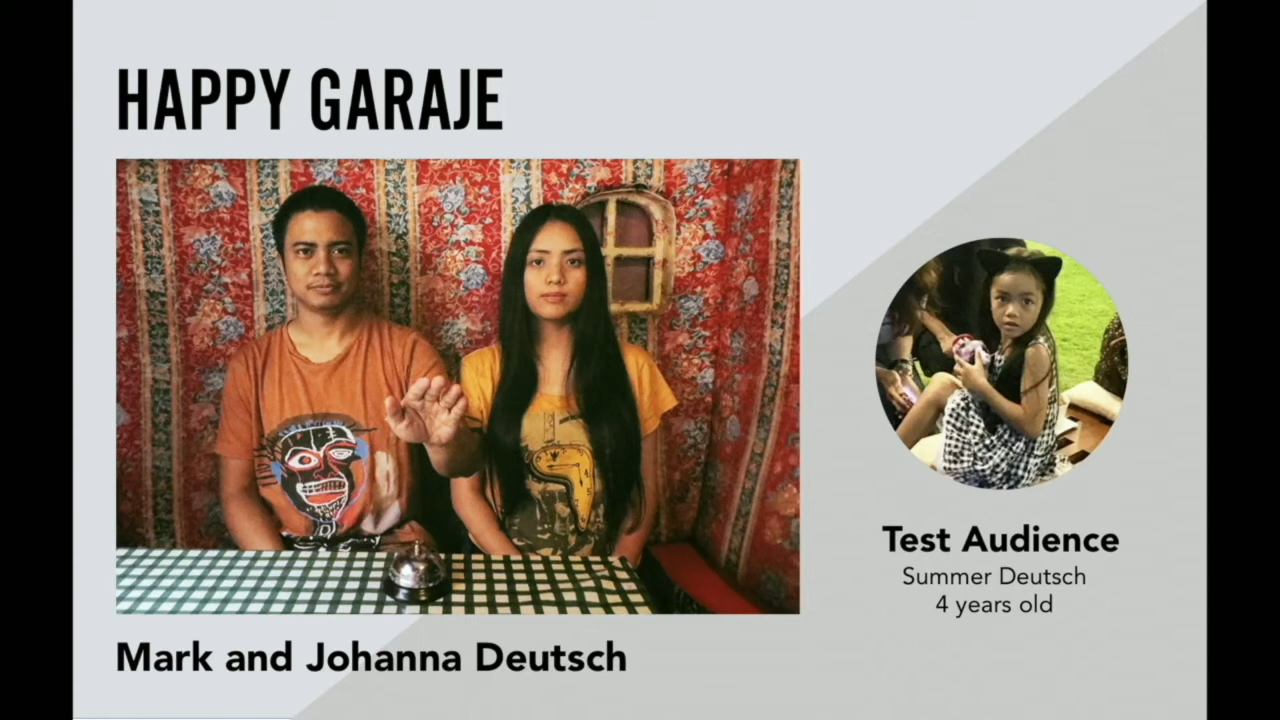 HAPPY GARAJE
Mark and Johanna Deutsch
Test Audience
Summer Deutsch
4 years old